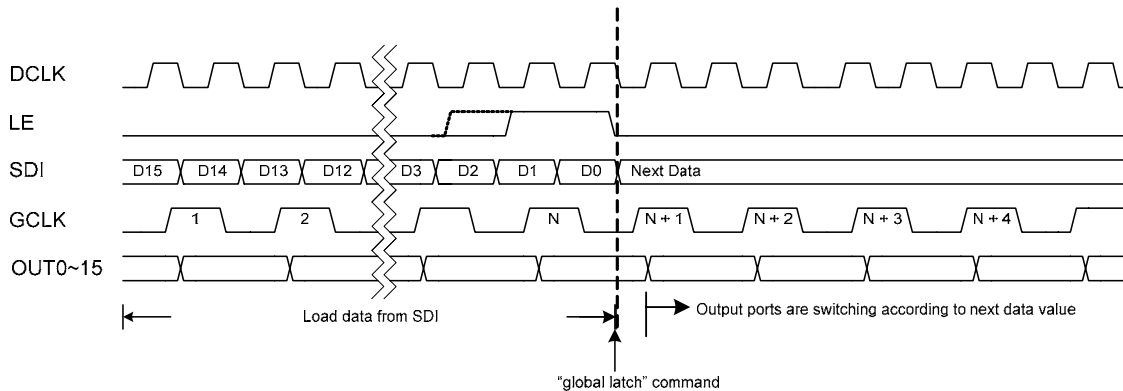 DCLK
LE
SDI D15 D14 D13 D12 D3 D2 D1 D0 Next Data
GCLK 1 2 N N + 1 N + 2 N + 3 N + 4
OUT0~15
Load data from SDI
Output ports are switching according to next data value
“global latch” command